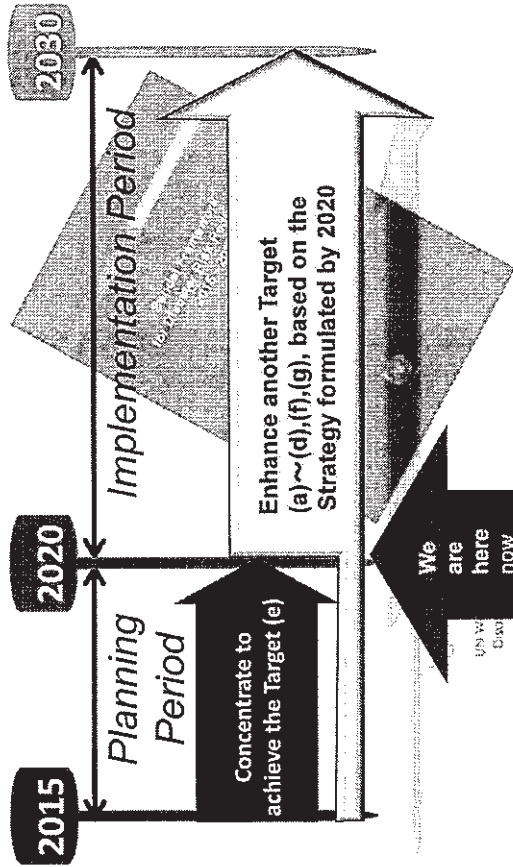 2015
2020
2030
Planning
Period
Implementation Period
Concentrate to
achieve the Target (e)
Enhance another Target
(a)~(d),(f),(g), based on the
Strategy formulated by 2020
We
are
here
now
UN W